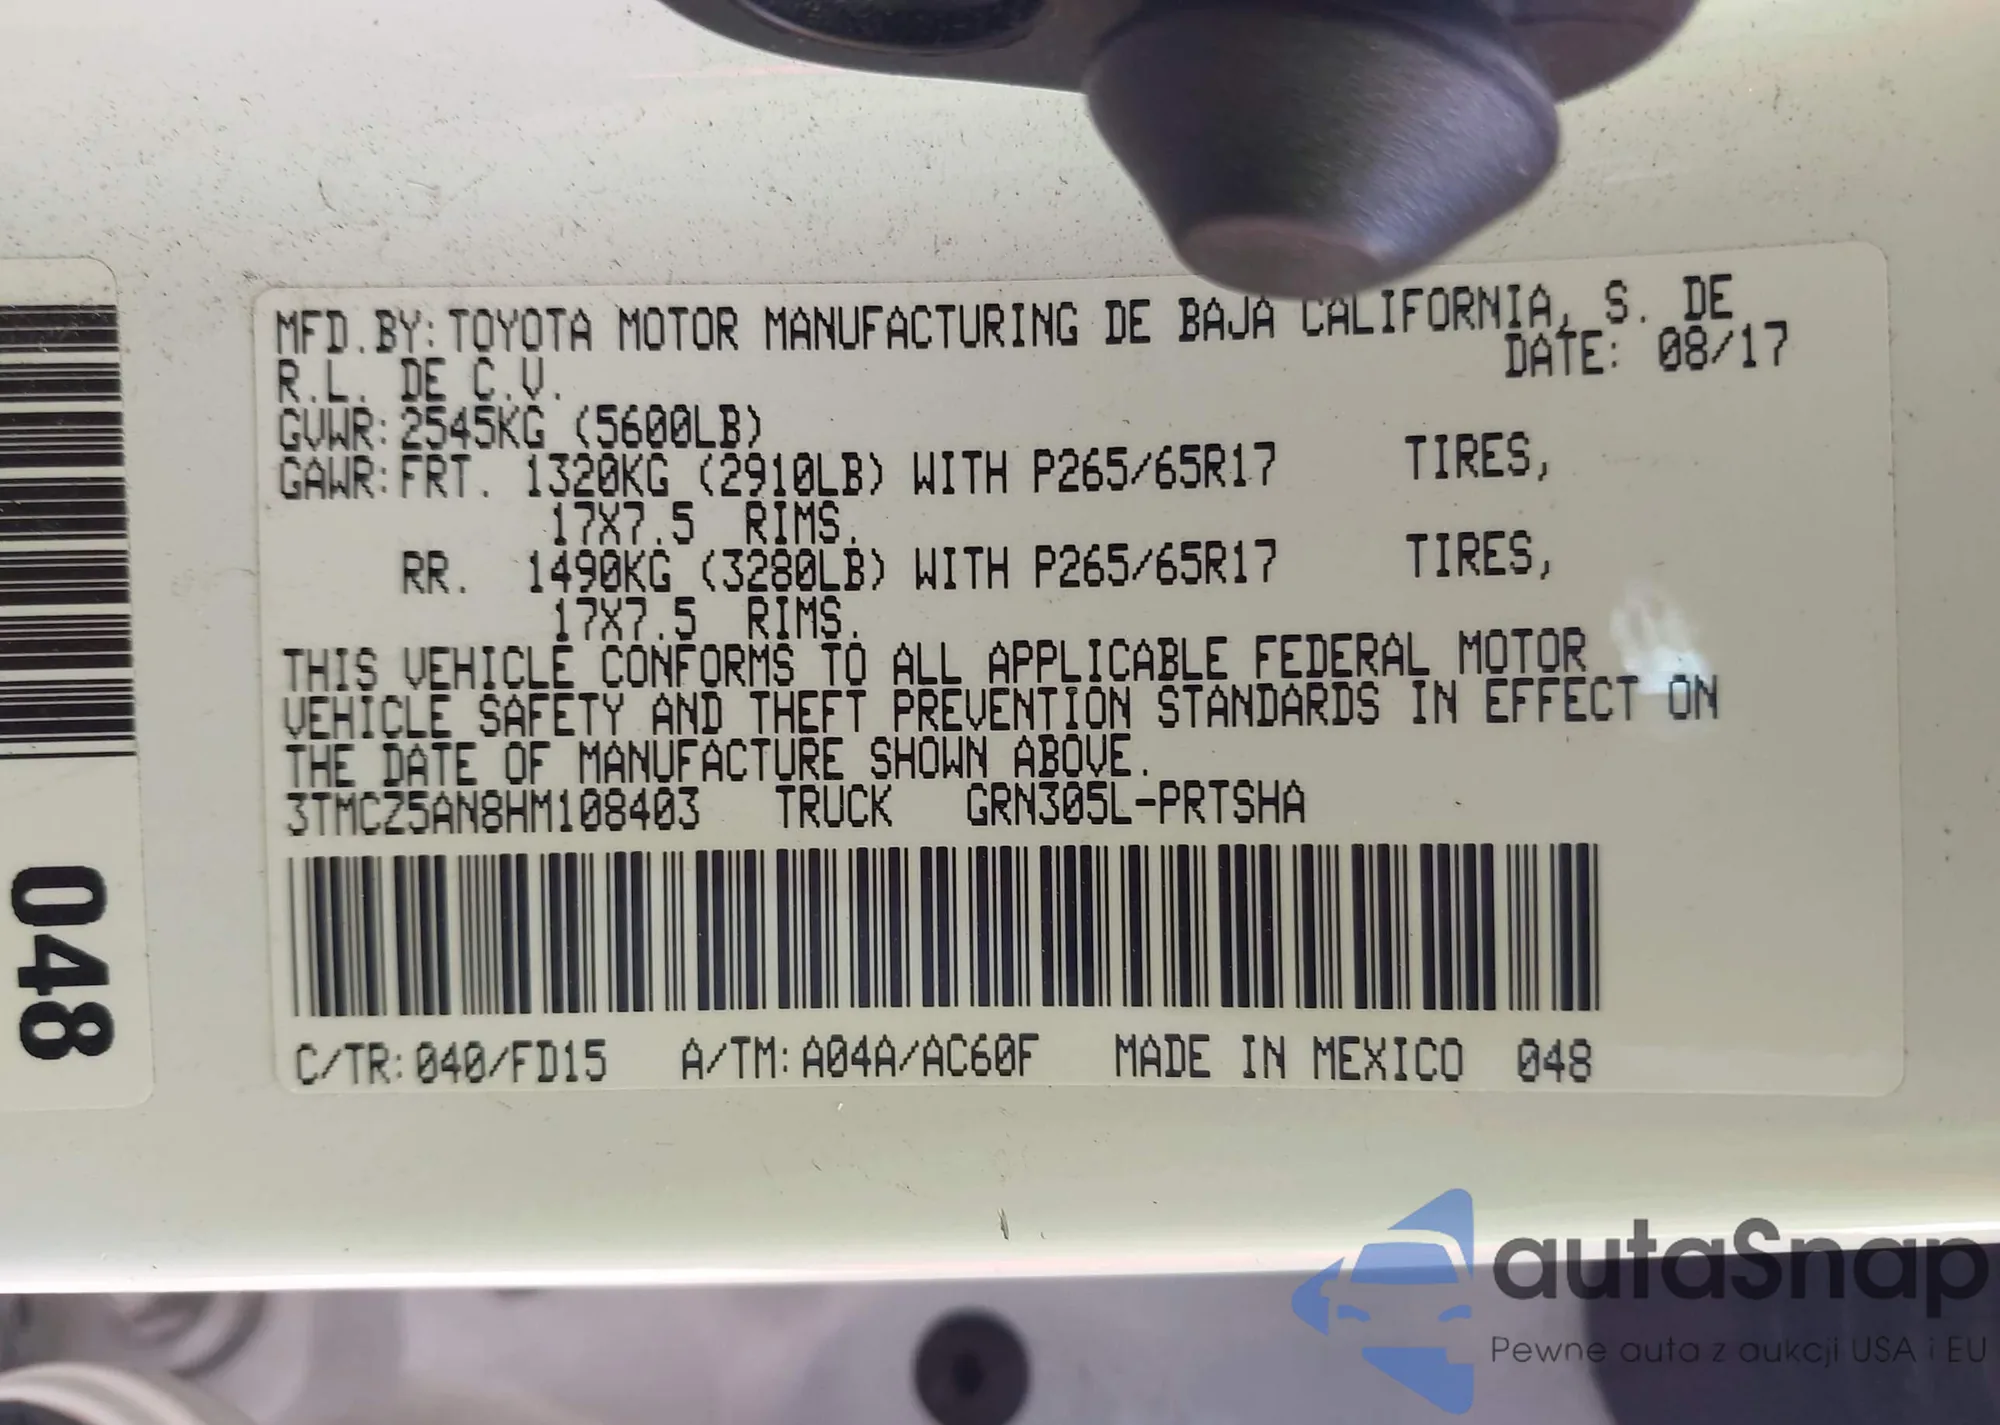 MFD.BY: TOYOTA MOTOR MANUFACTURING DE BAJA CALIFORNIA, S. DE
R.L. DE C.V. DATE: 08/17
GVWR: 2545KG (5600LB)
GAWR: FRT. 1320KG (2910LB) WITH P265/65R17 TIRES,
17X7.5 RIMS.
RR. 1490KG (3280LB) WITH P265/65R17 TIRES,
17X7.5 RIMS.
THIS VEHICLE CONFORMS TO ALL APPLICABLE FEDERAL MOTOR
VEHICLE SAFETY AND THEFT PREVENTION STANDARDS IN EFFECT ON
THE DATE OF MANUFACTURE SHOWN ABOVE.
3TMCZ5AN8HM108403 TRUCK GRN305L-PRTSHA
C/TR: 040/FD15 A/TM: A04A/AC60F MADE IN MEXICO 048
048
autaSnap
Pewne auta z aukcji USA i EU